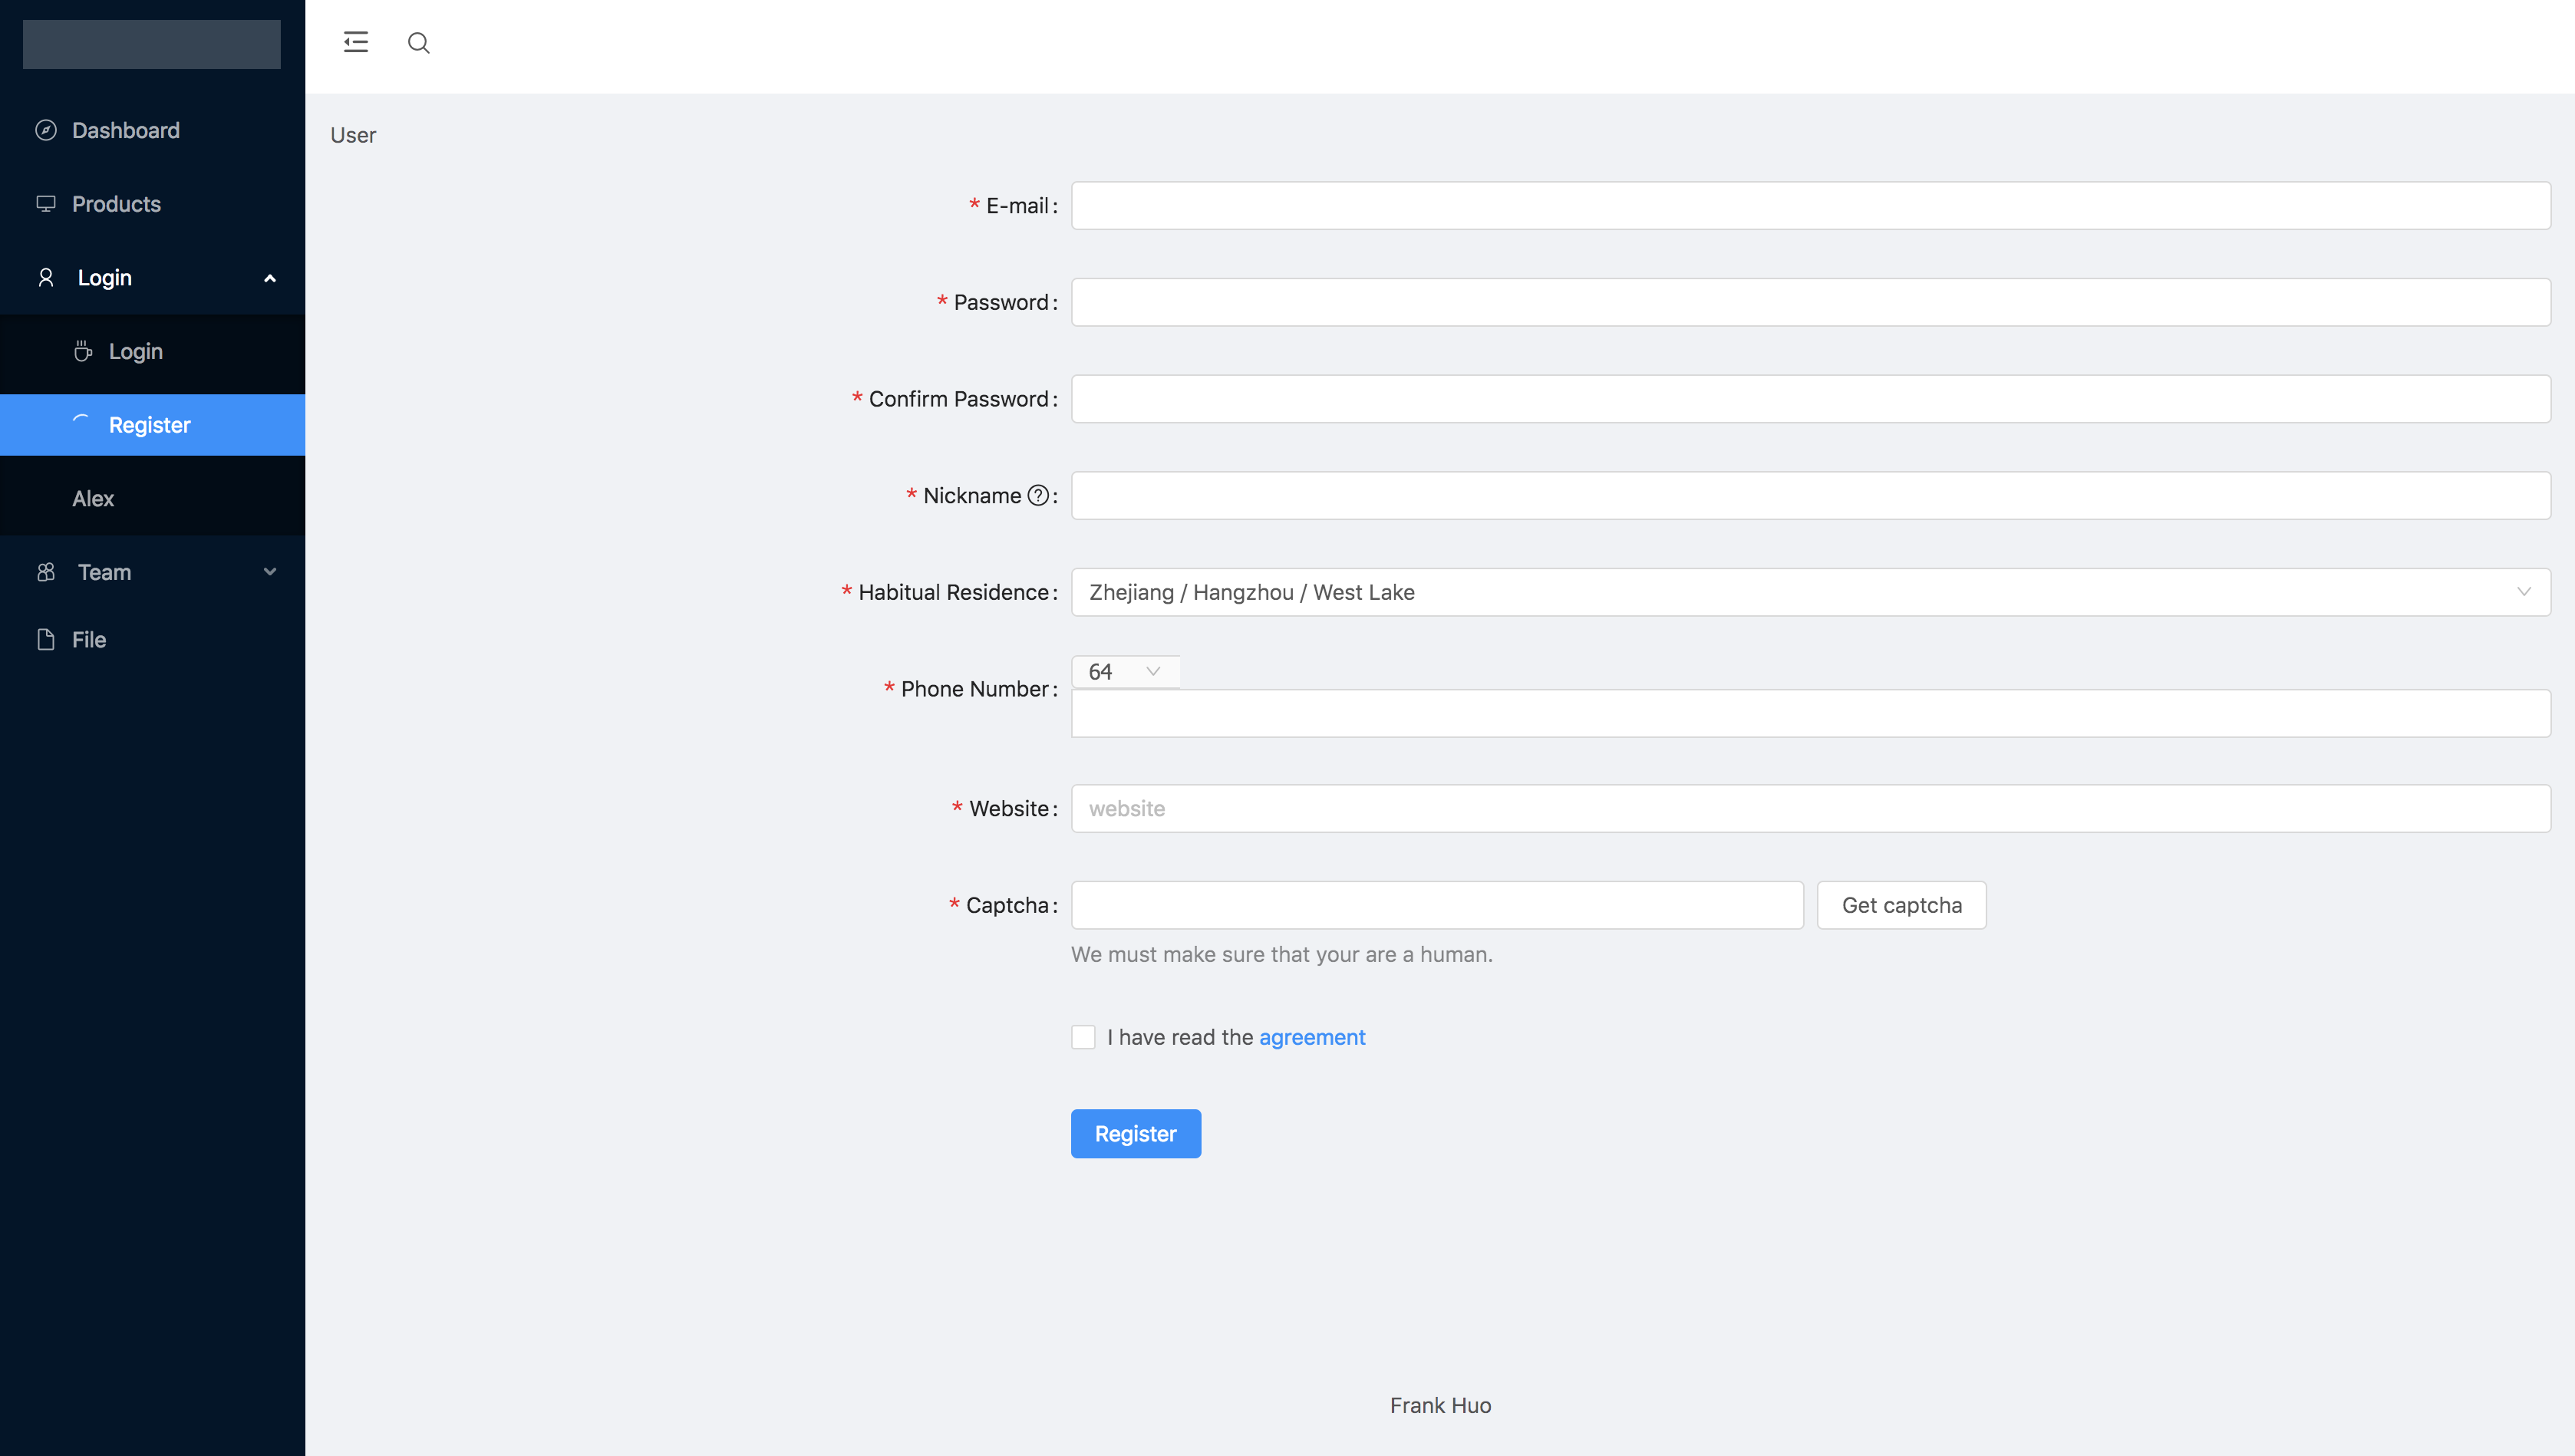 Dashboard
Products
Login
Login
Register
Alex
Team
File
User
* E-mail:
* Password:
* Confirm Password:
* Nickname ?:
* Habitual Residence: Zhejiang / Hangzhou / West Lake
64
* Phone Number:
* Website: website
* Captcha: Get captcha
We must make sure that your are a human.
I have read the agreement
Register
Frank Huo